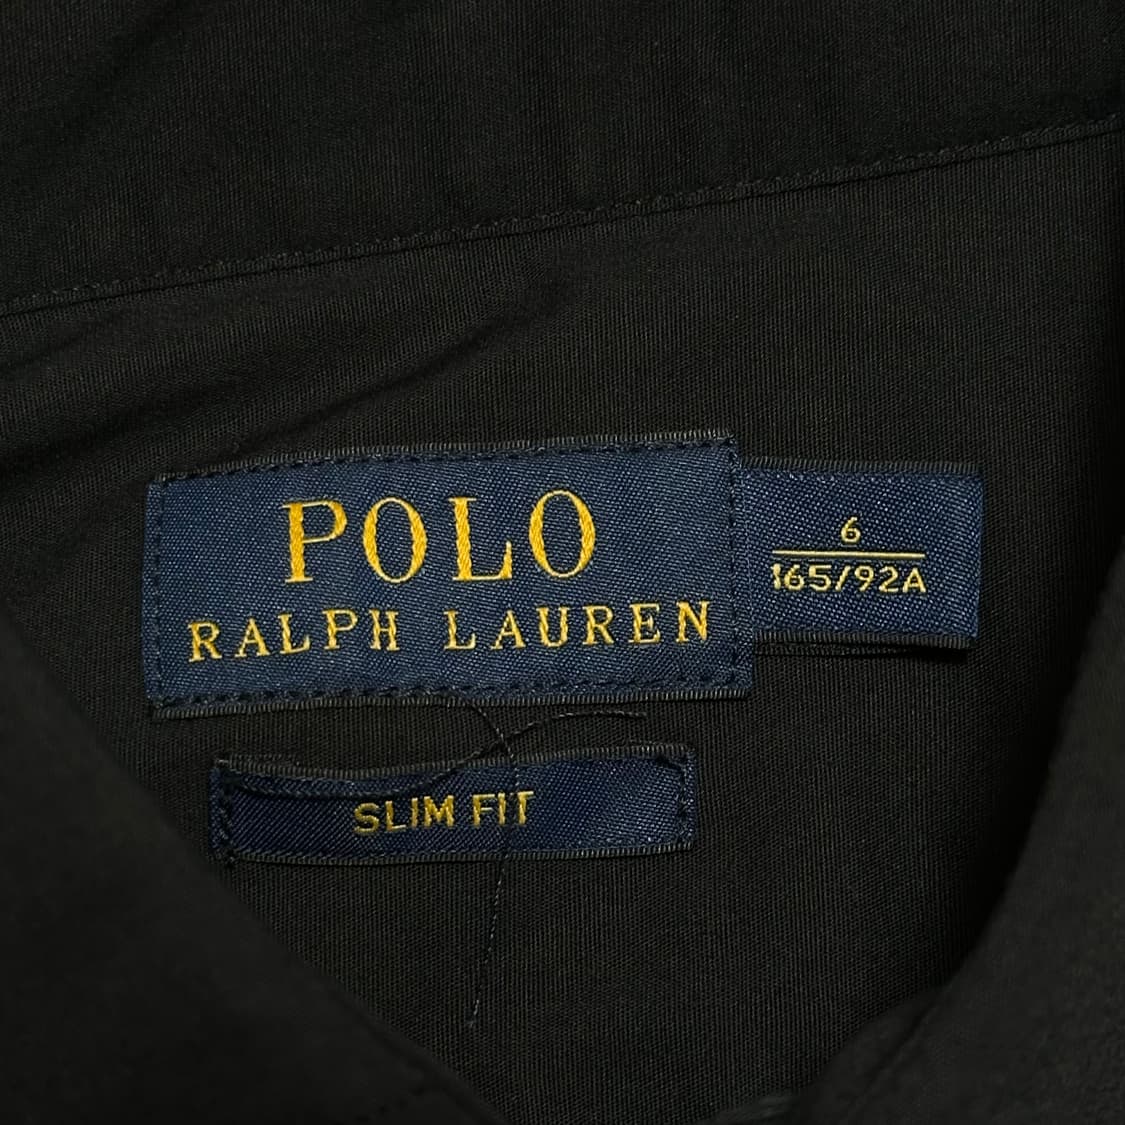 POLO
RALPH LAUREN
6
165/92A
SLIM FIT